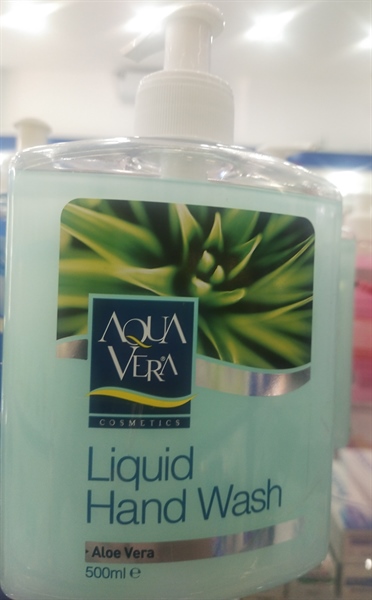 AQUA
VERA®
COSMETICS
Liquid
Hand Wash
+ Aloe Vera
500ml ℮